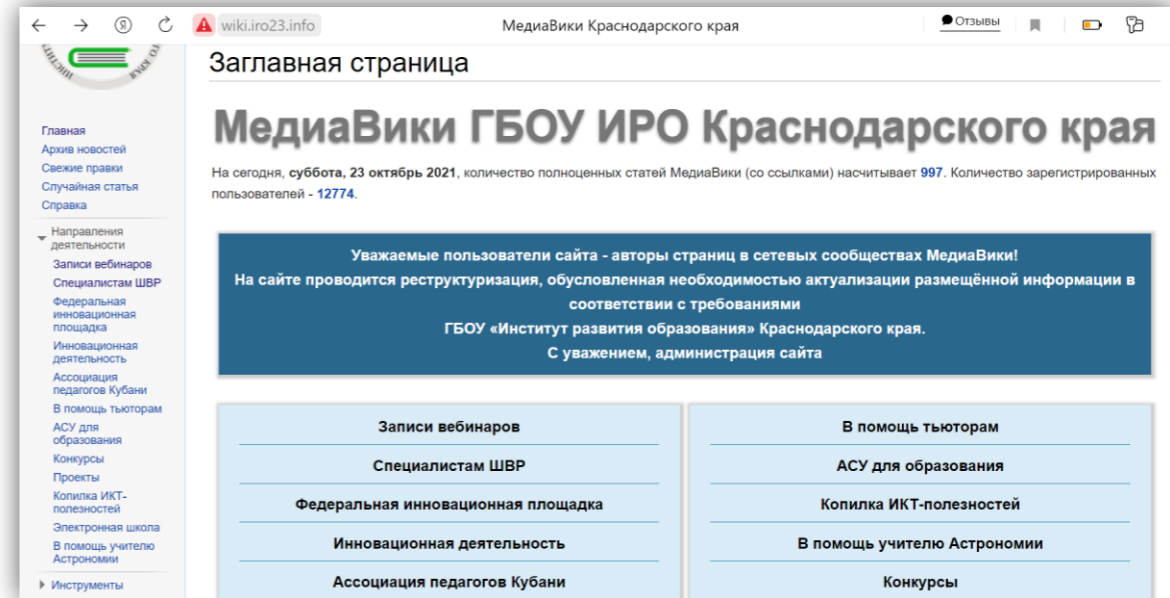 wiki.iro23.info
МедиаВики Краснодарского края
Отзывы
Заглавная страница
МедиаВики ГБОУ ИРО Краснодарского края
На сегодня, суббота, 23 октябрь 2021, количество полноценных статей МедиаВики (со ссылками) насчитывает 997. Количество зарегистрированных
пользователей - 12774.
Главная
Архив новостей
Свежие правки
Случайная статья
Справка
Направления
деятельности
Записи вебинаров
Специалистам ШВР
Федеральная
инновационная
площадка
Инновационная
деятельность
Ассоциация
педагогов Кубани
В помощь тьюторам
АСУ для
образования
Конкурсы
Проекты
Копилка ИКТ-
полезностей
Электронная школа
В помощь учителю
Астрономии
Инструменты
Уважаемые пользователи сайта - авторы страниц в сетевых сообществах МедиаВики!
На сайте проводится реструктуризация, обусловленная необходимостью актуализации размещённой информации в
соответствии с требованиями
ГБОУ «Институт развития образования» Краснодарского края.
С уважением, администрация сайта
Записи вебинаров
Специалистам ШВР
Федеральная инновационная площадка
Инновационная деятельность
Ассоциация педагогов Кубани
В помощь тьюторам
АСУ для образования
Копилка ИКТ-полезностей
В помощь учителю Астрономии
Конкурсы